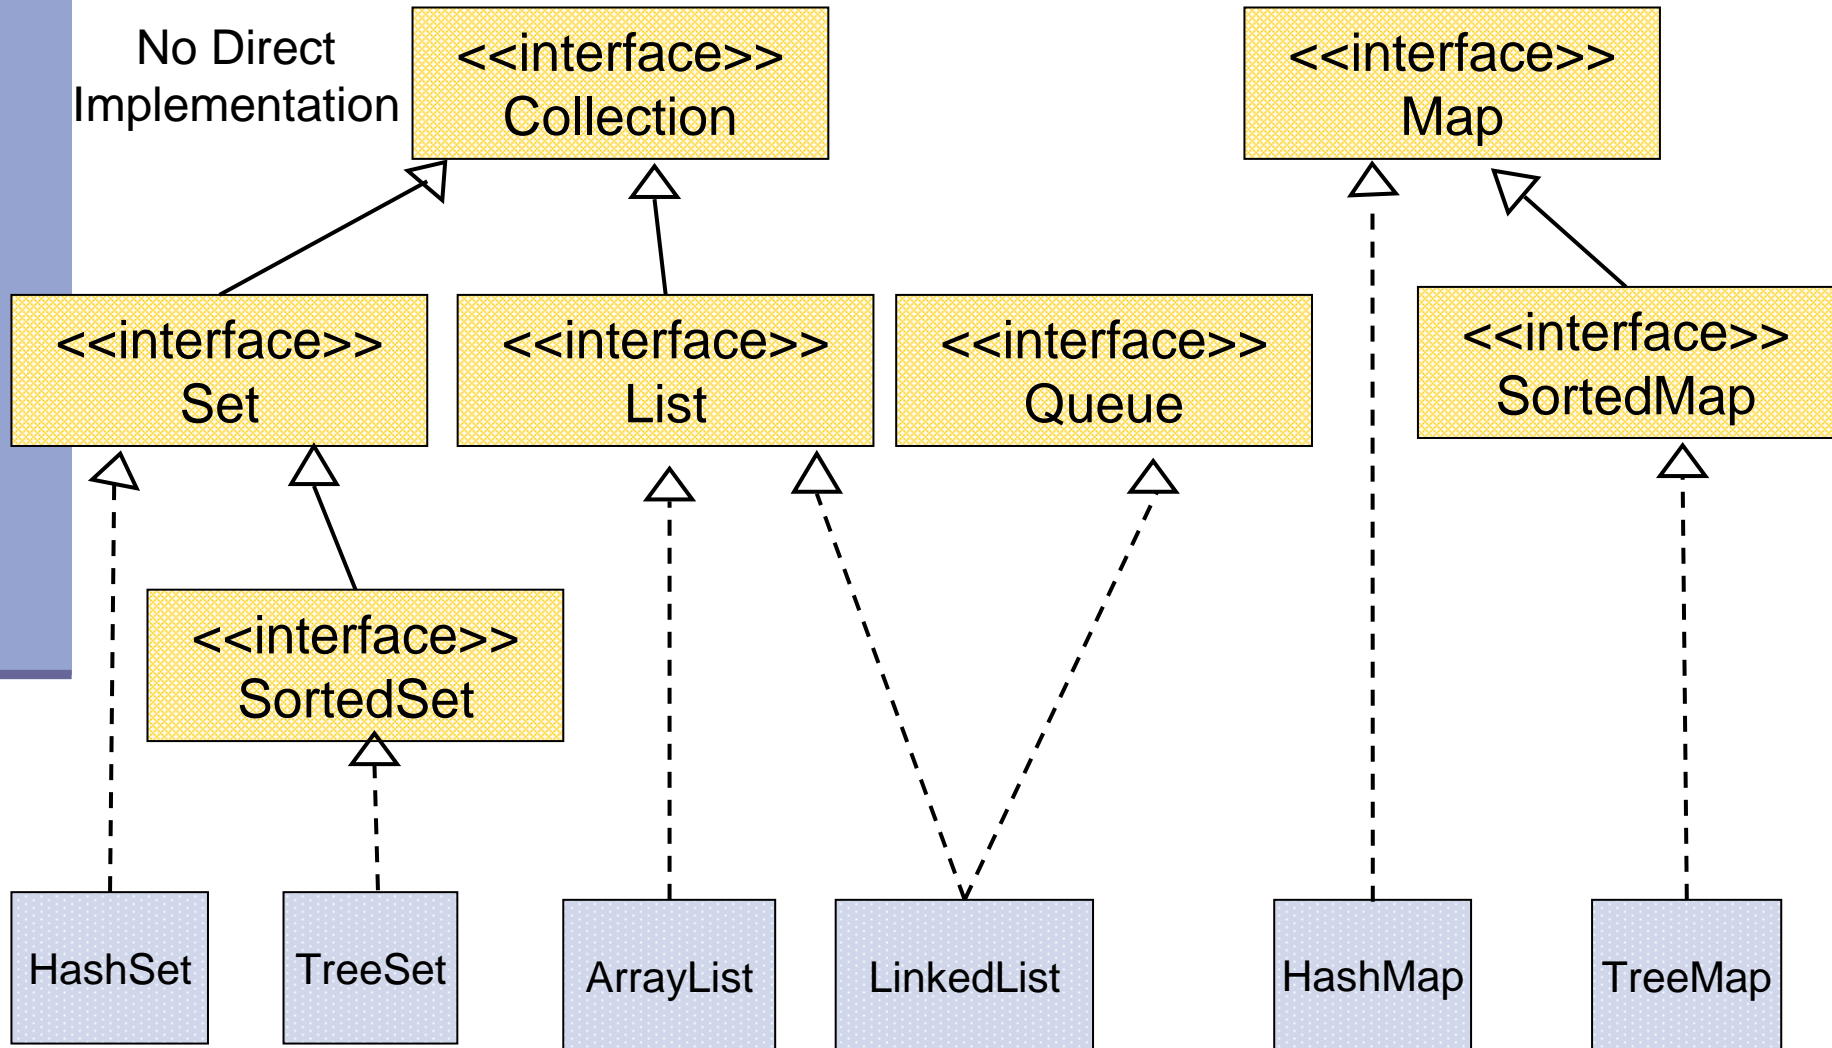 No Direct
Implementation
<<interface>>
Collection
<<interface>>
Map
<<interface>>
Set
<<interface>>
List
<<interface>>
Queue
<<interface>>
SortedMap
<<interface>>
SortedSet
HashSet
TreeSet
ArrayList
LinkedList
HashMap
TreeMap